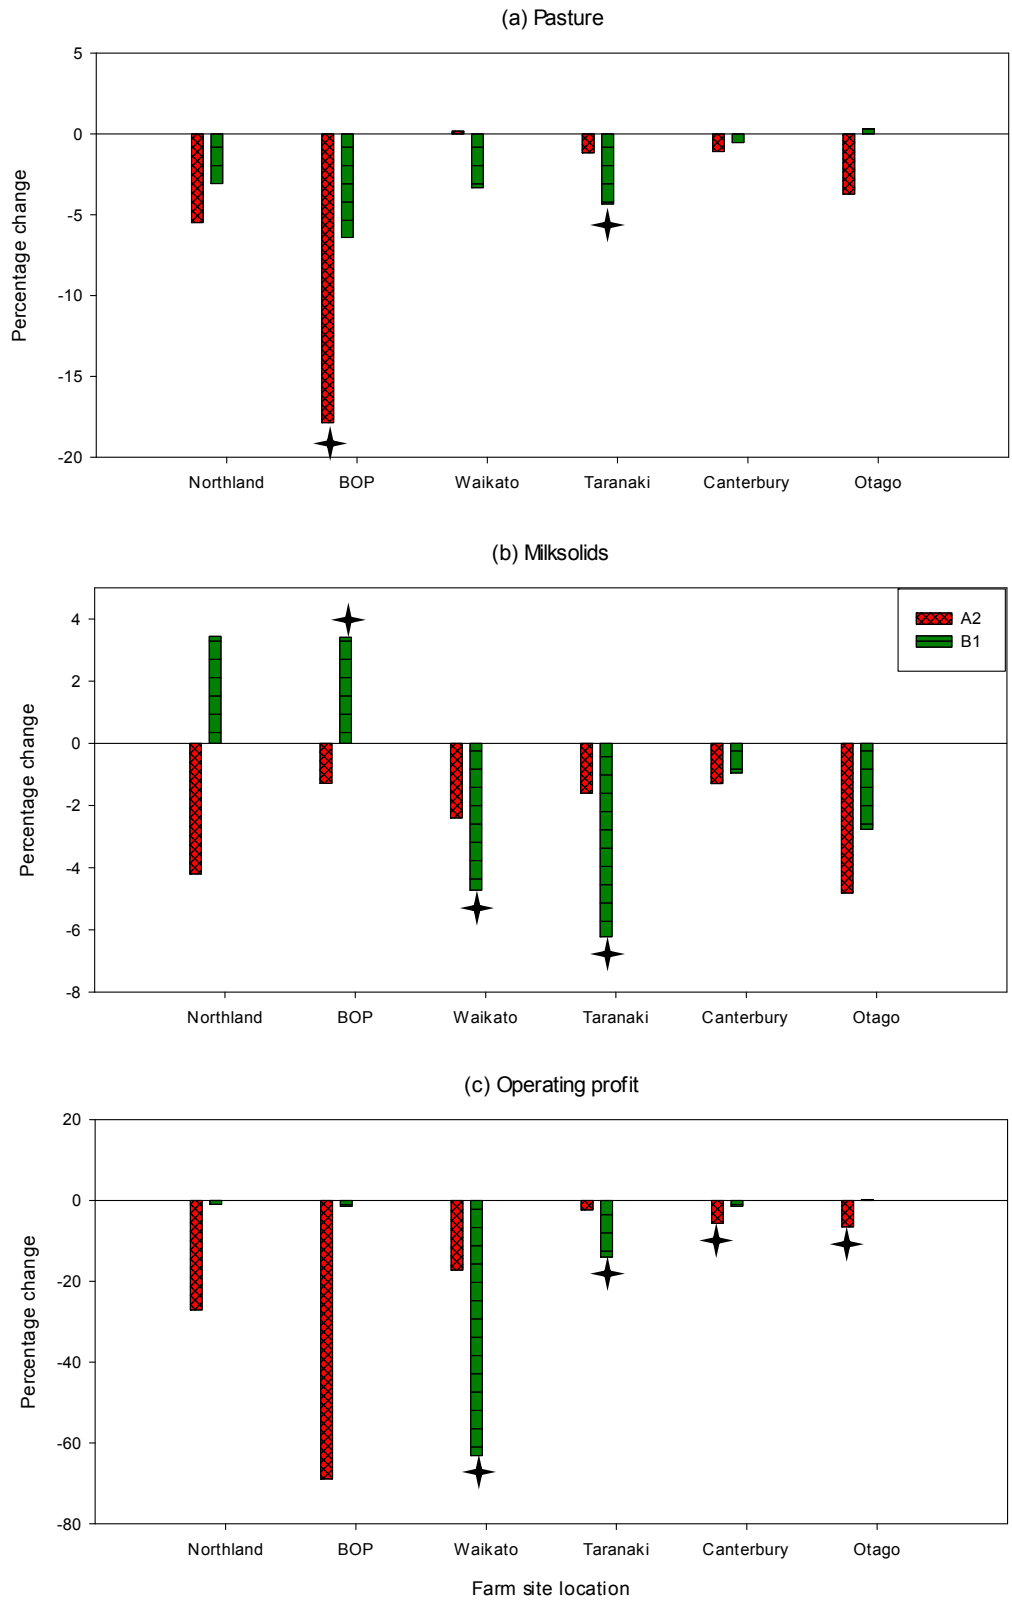 (a) Pasture
5
0
-5
-10
-15
-20
Percentage change
Northland BOP Waikato Taranaki Canterbury Otago
(b) Milksolids
4
2
0
-2
-4
-6
-8
Percentage change
A2
B1
Northland BOP Waikato Taranaki Canterbury Otago
(c) Operating profit
20
0
-20
-40
-60
-80
Percentage change
Northland BOP Waikato Taranaki Canterbury Otago
Farm site location